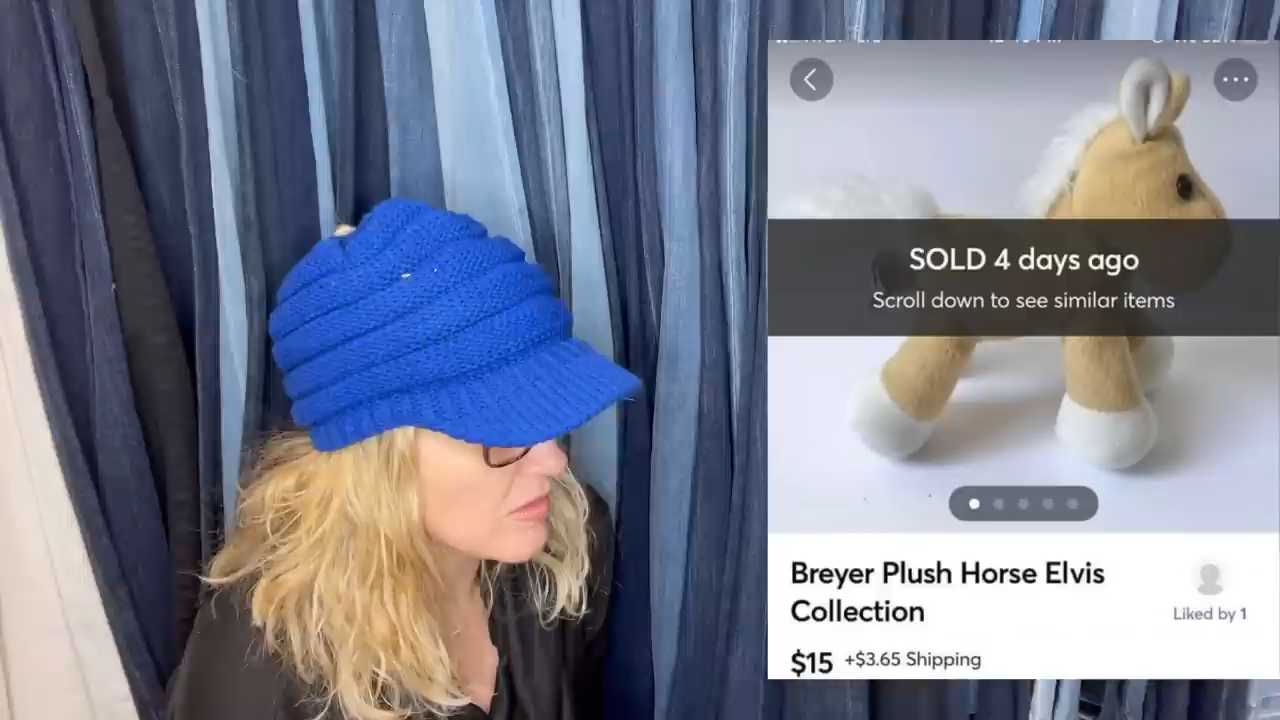 SOLD 4 days ago
Scroll down to see similar items
Breyer Plush Horse Elvis
Collection
Liked by 1
$15 +$3.65 Shipping